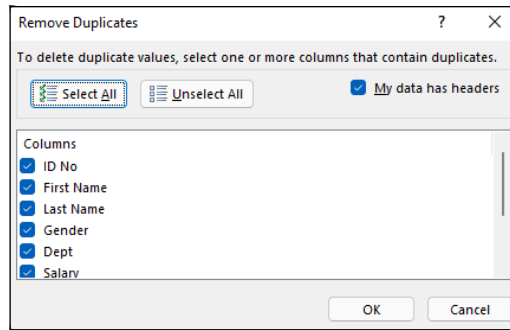 Remove Duplicates ? ×
To delete duplicate values, select one or more columns that contain duplicates.
Select All Unselect All My data has headers
Columns
ID No
First Name
Last Name
Gender
Dept
Salary
OK Cancel